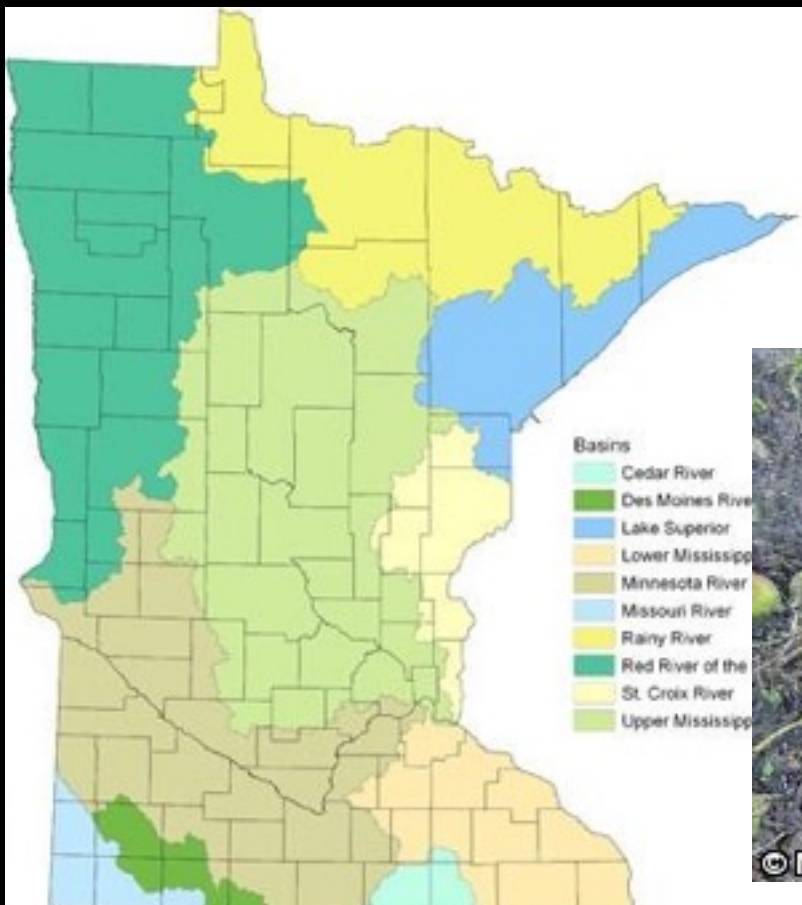 Basins
Cedar River
Des Moines Rive
Lake Superior
Lower Mississipp
Minnesota River
Missouri River
Rainy River
Red River of the
St. Croix River
Upper Mississipp
©